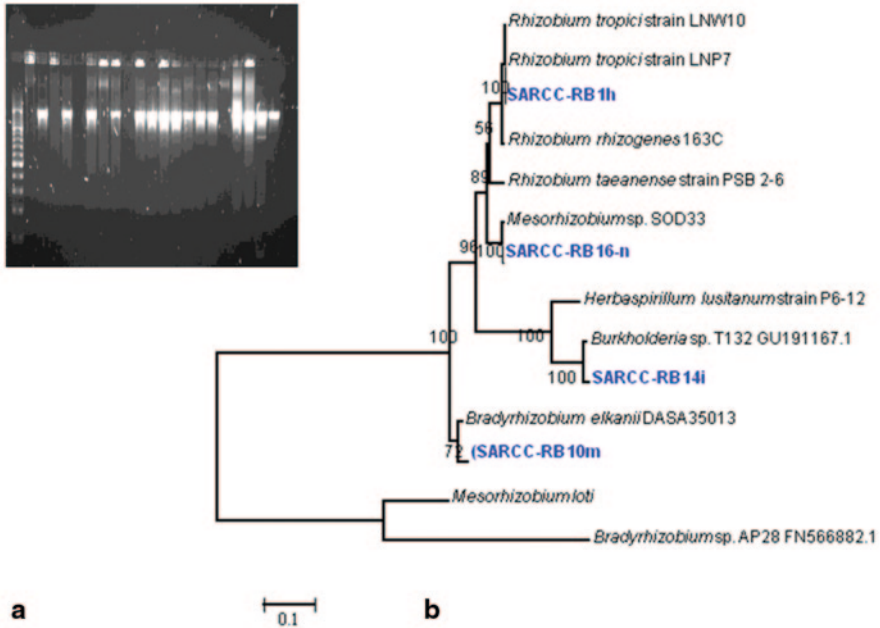 Rhizobium tropici strain LNW10
Rhizobium tropici strain LNP7
100
SARCC-RB1h
56
Rhizobium rhizogenes 163C
89
Rhizobium taeanense strain PSB 2-6
Mesorhizobium sp. SOD33
96
100
SARCC-RB16-n
Herbaspirillum lusitanum strain P6-12
100
100
Burkholderia sp. T132 GU191167.1
100
SARCC-RB14i
Bradyrhizobium elkanii DASA35013
72
(SARCC-RB10m
Mesorhizobium loti
Bradyrhizobium sp. AP28 FN566882.1
a
0.1
b